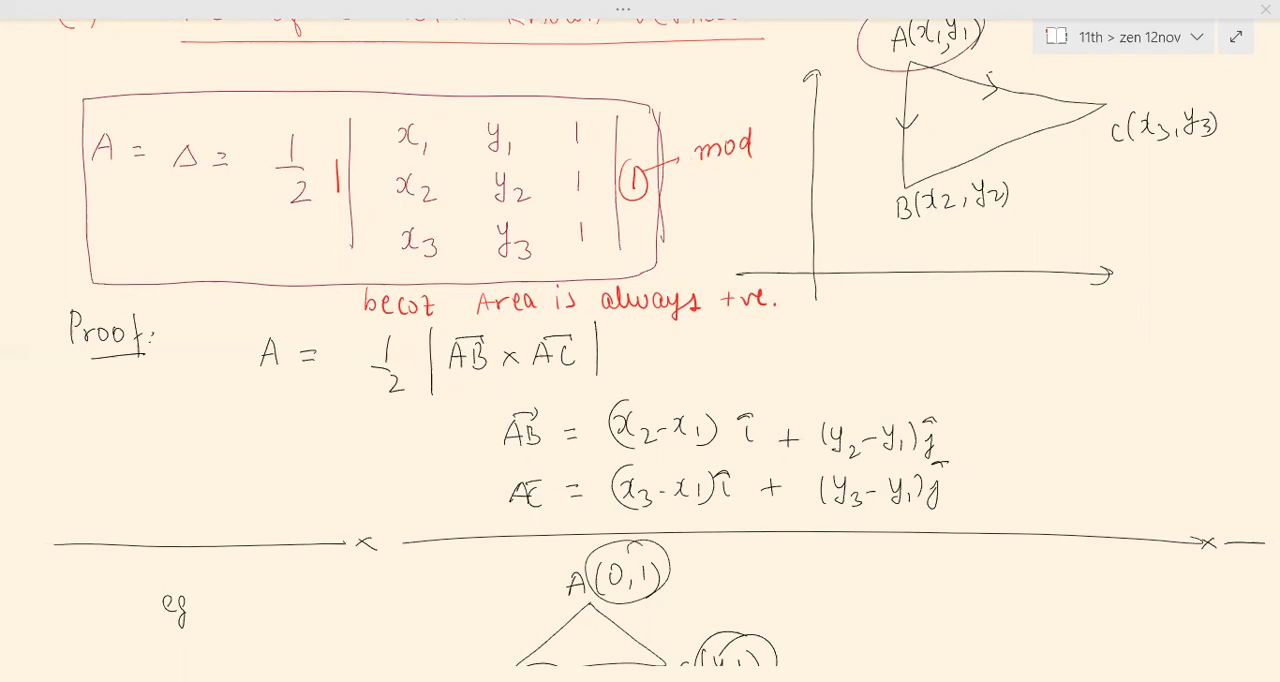 A(x₁,y₁)
11th > zen 12nov
A = Δ = 1/2 | | x₁ y₁ 1 | | → mod
x₂ y₂ 1
x₃ y₃ 1
C(x₃,y₃)
B(x₂,y₂)
becoz Area is always +ve.
Proof:
A = 1/2 | AB × AC |
AB = (x₂-x₁) î + (y₂-y₁)ĵ
AC = (x₃-x₁)î + (y₃-y₁)ĵ
eg
A(0,1)